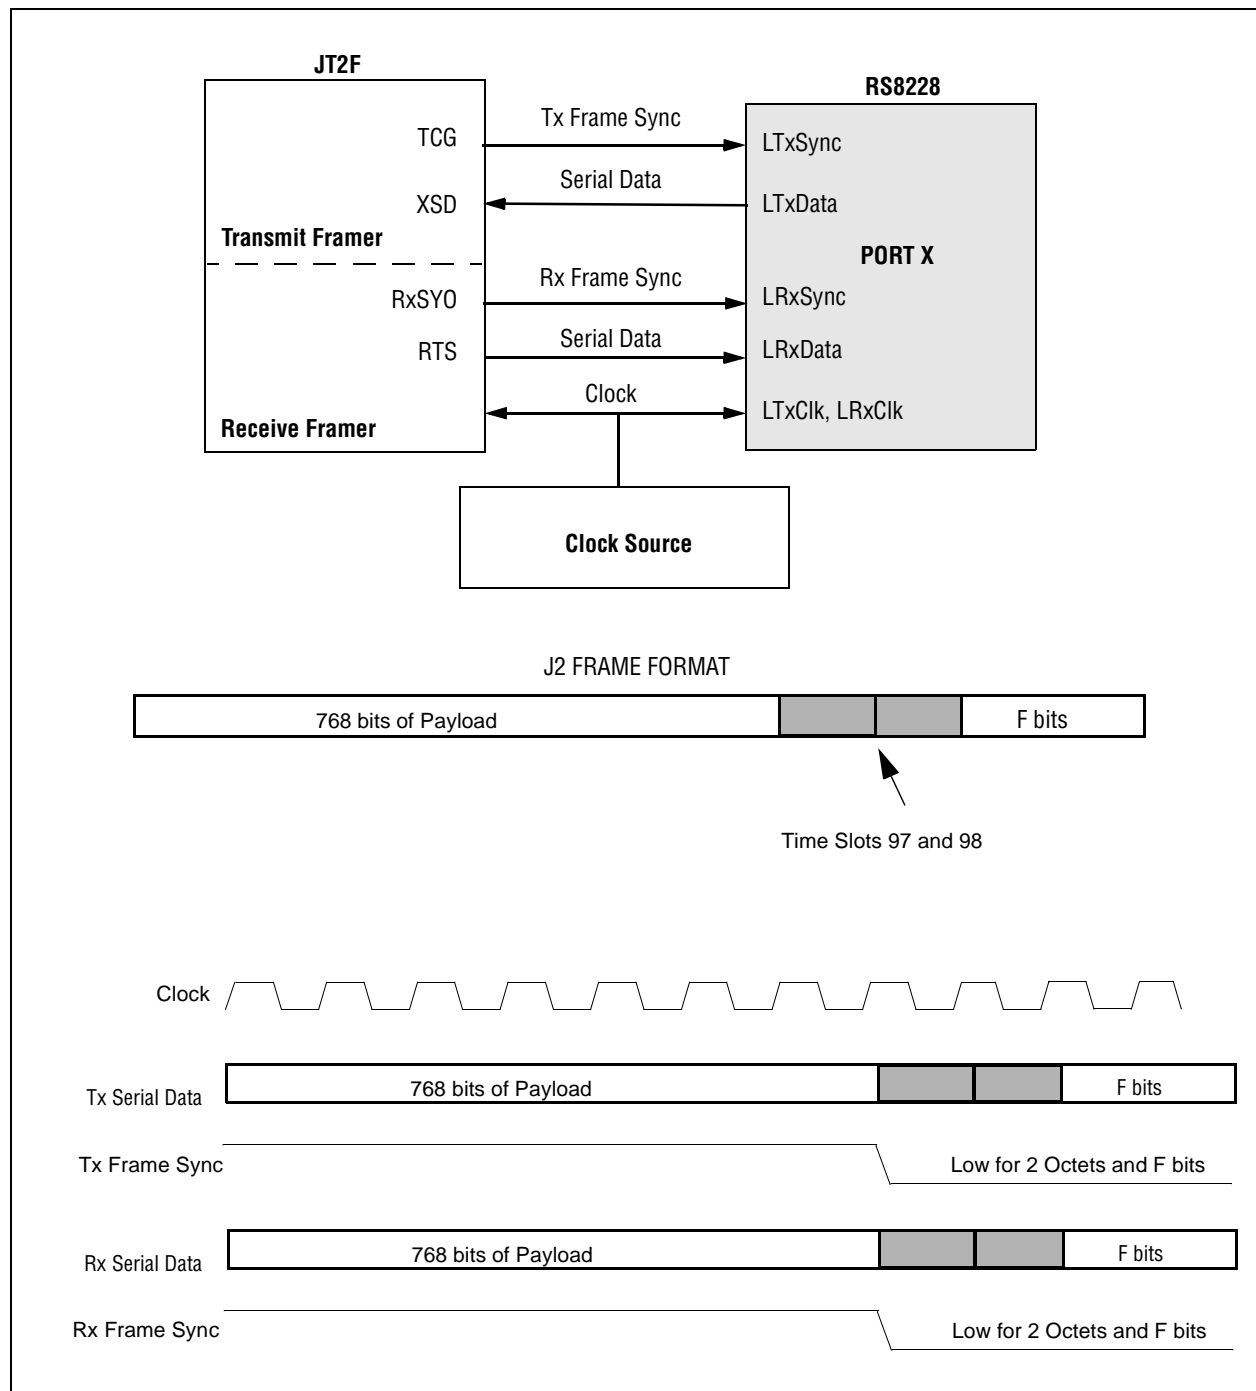 JT2F
RS8228
TCG
Tx Frame Sync
LTxSync
XSD
Serial Data
LTxData
Transmit Framer
PORT X
RxSYO
Rx Frame Sync
LRxSync
RTS
Serial Data
LRxData
Clock
LTxClk, LRxClk
Receive Framer
Clock Source
J2 FRAME FORMAT
768 bits of Payload
F bits
Time Slots 97 and 98
Clock
Tx Serial Data
768 bits of Payload
F bits
Tx Frame Sync
Low for 2 Octets and F bits
Rx Serial Data
768 bits of Payload
F bits
Rx Frame Sync
Low for 2 Octets and F bits